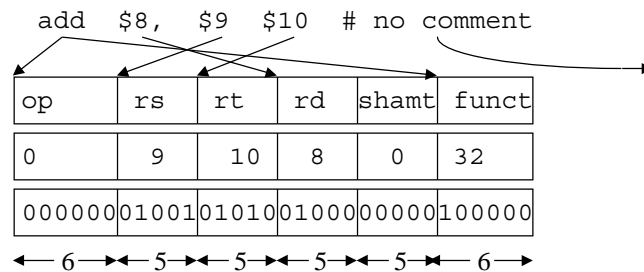 add $8, $9 $10 # no comment
op rs rt rd shamt funct
0 9 10 8 0 32
000000 01001 01010 01000 00000 100000
6 5 5 5 5 6